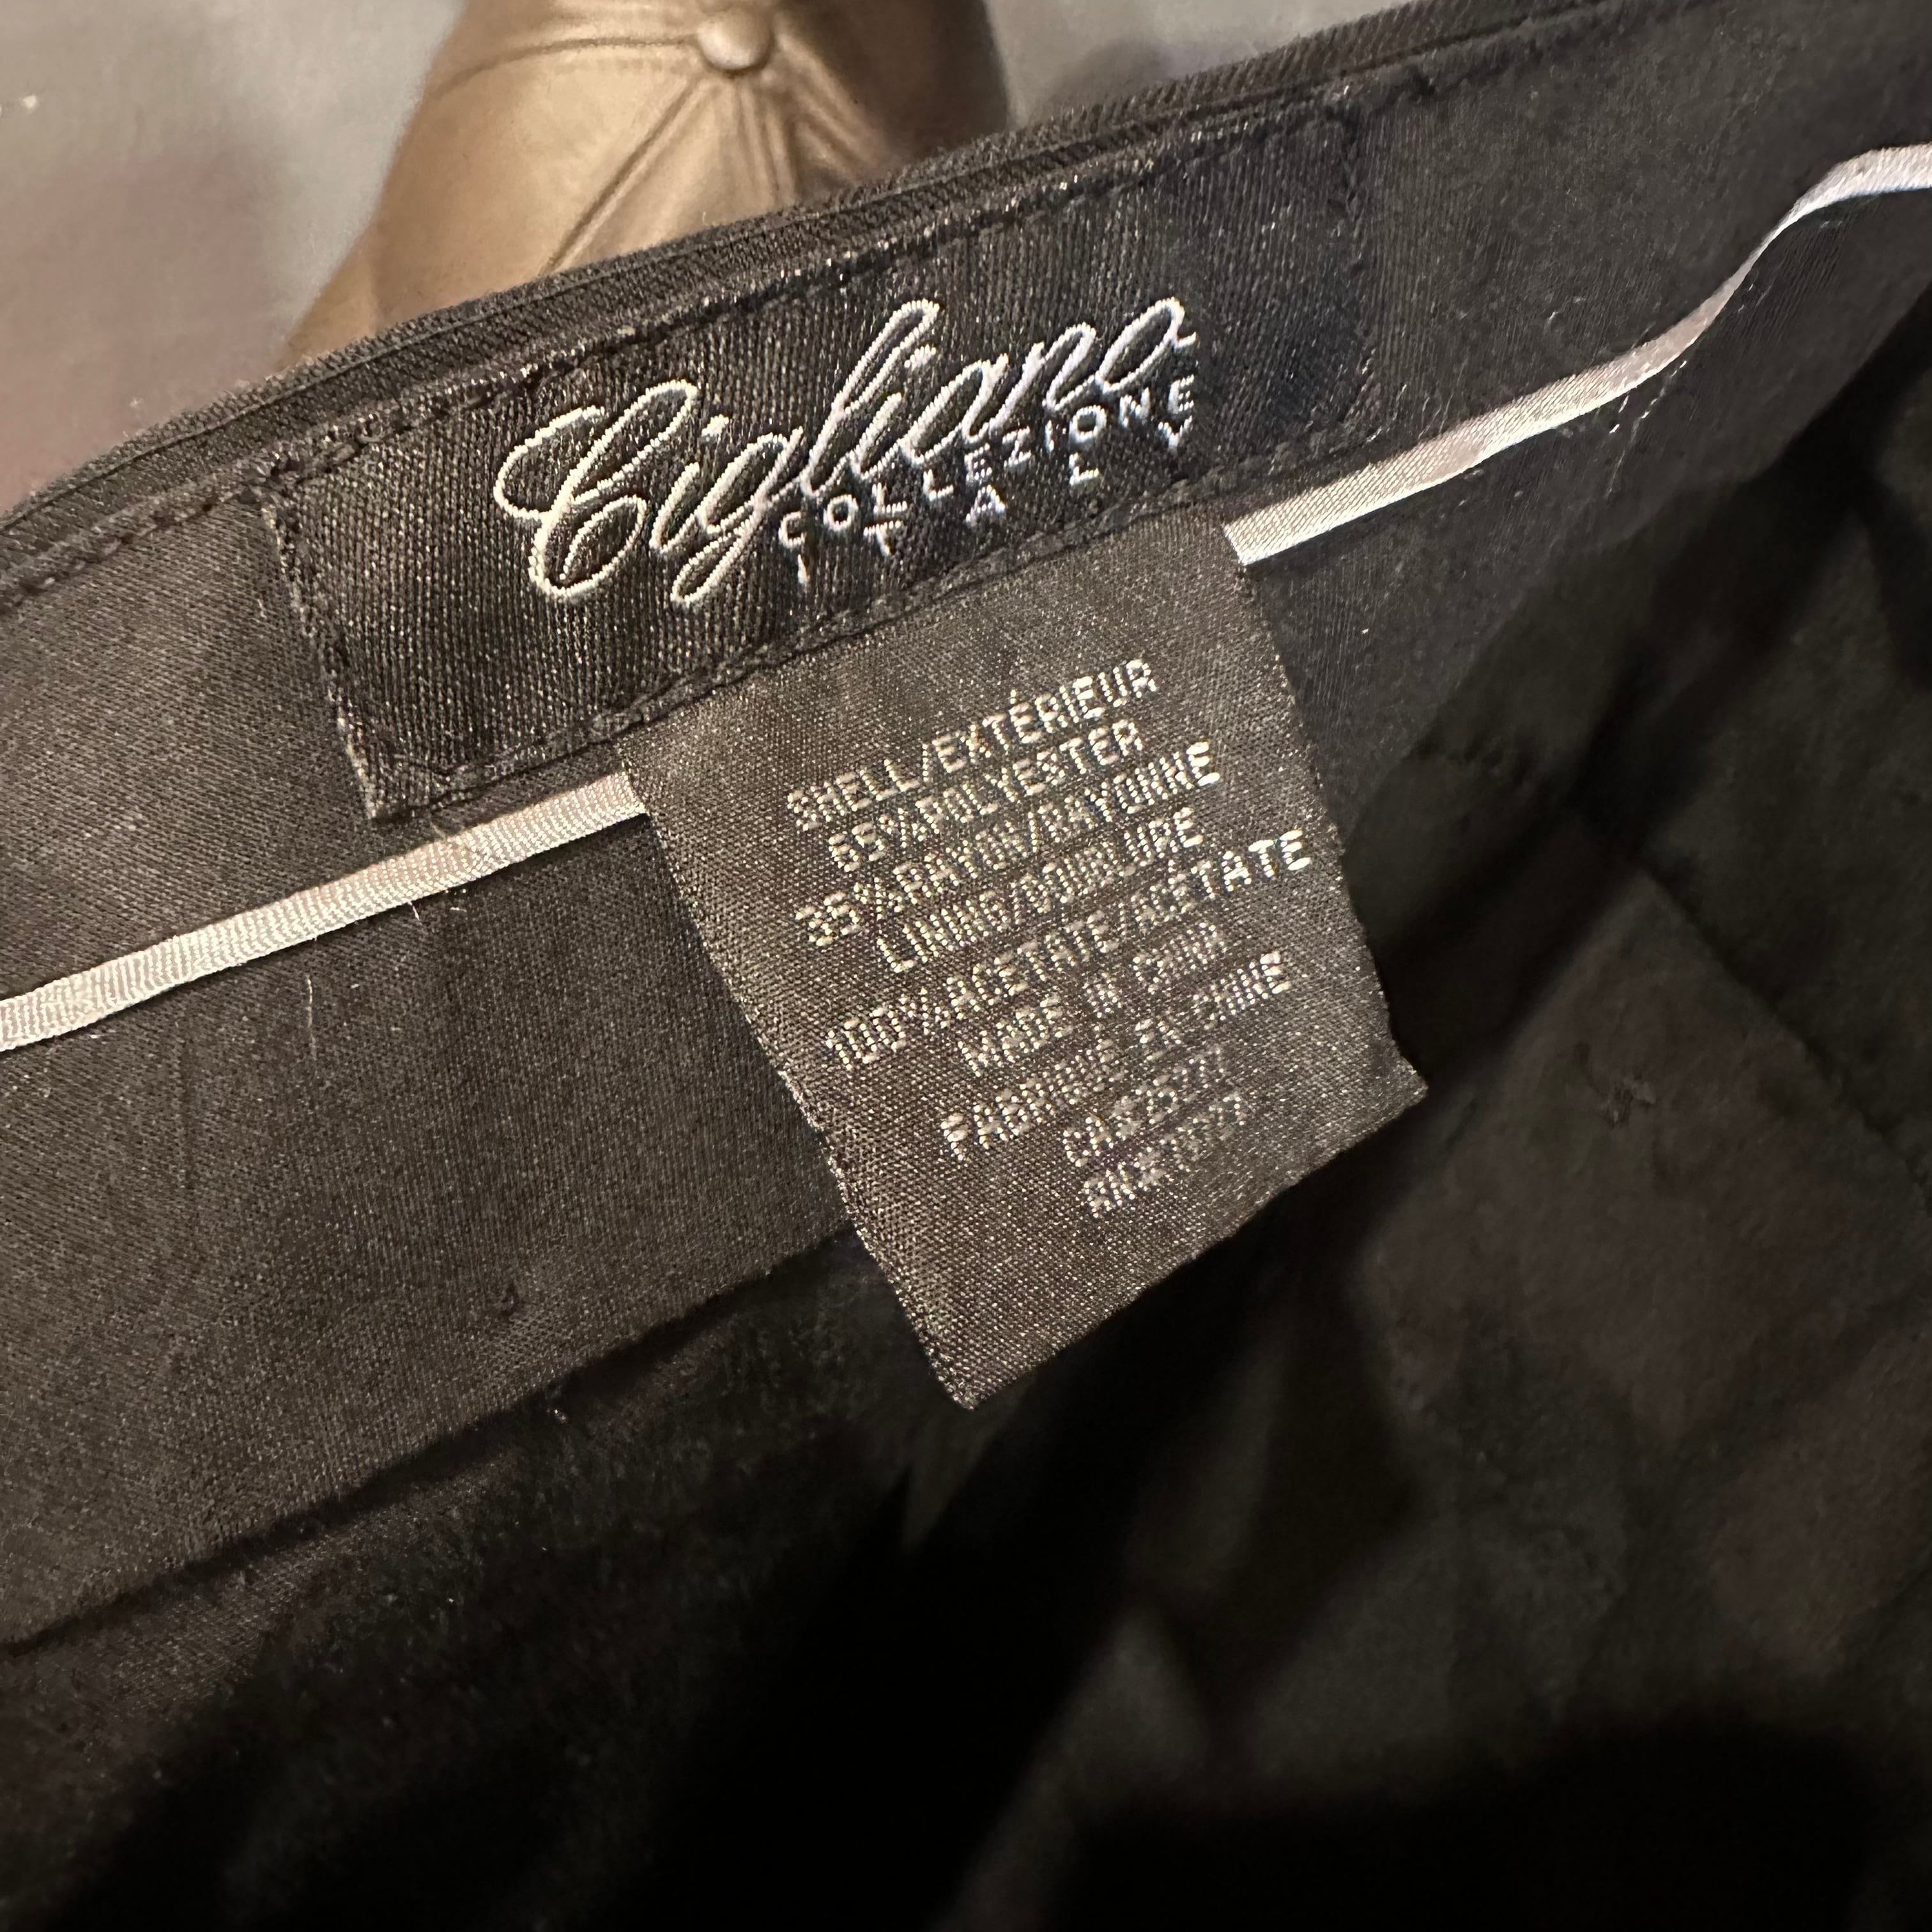 Cigliano
COLLEZIONE
ITALY
SHELL/EXTÉRIEUR
65%POLYESTER
35%RAYON/RAYONNE
LINING/DOUBLURE
100%ACETATE/ACÉTATE
MADE IN CHINA
FABRIQUÉ EN CHINE